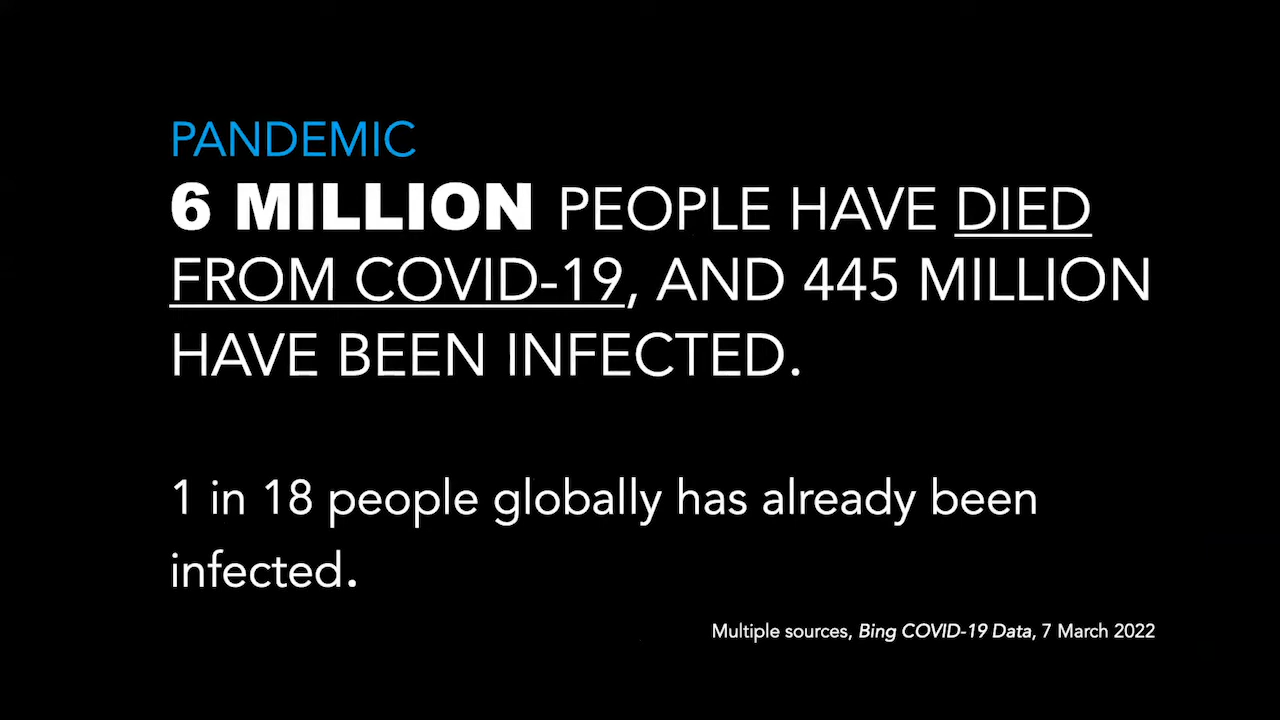 PANDEMIC
6 MILLION PEOPLE HAVE DIED
FROM COVID-19, AND 445 MILLION
HAVE BEEN INFECTED.
1 in 18 people globally has already been
infected.
Multiple sources, Bing COVID-19 Data, 7 March 2022